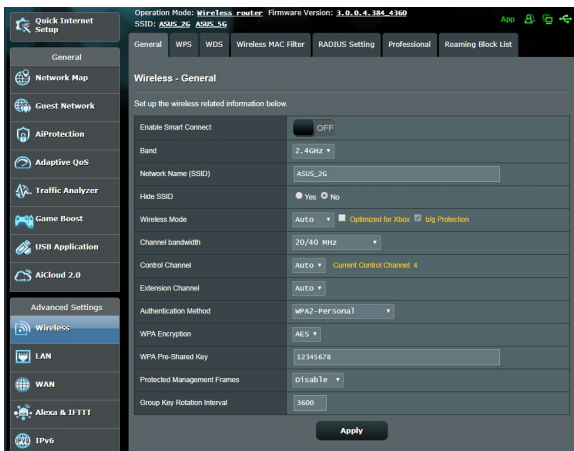 Quick Internet
Setup
General
Network Map
Guest Network
AiProtection
Adaptive QoS
Traffic Analyzer
Game Boost
USB Application
AiCloud 2.0
Advanced Settings
Wireless
LAN
WAN
Alexa & IFTTT
IPv6
Operation Mode: Wireless router Firmware Version: 3.0.0.4.384_4360
SSID: ASUS_2G ASUS_5G
App
General WPS WDS Wireless MAC Filter RADIUS Setting Professional Roaming Block List
Wireless - General
Set up the wireless related information below.
Enable Smart Connect OFF
Band 2.4GHz
Network Name (SSID) ASUS_2G
Hide SSID Yes No
Wireless Mode Auto Optimized for Xbox b/g Protection
Channel bandwidth 20/40 MHz
Control Channel Auto Current Control Channel: 4
Extension Channel Auto
Authentication Method WPA2-Personal
WPA Encryption AES
WPA Pre-Shared Key 12345678
Protected Management Frames Disable
Group Key Rotation Interval 3600
Apply